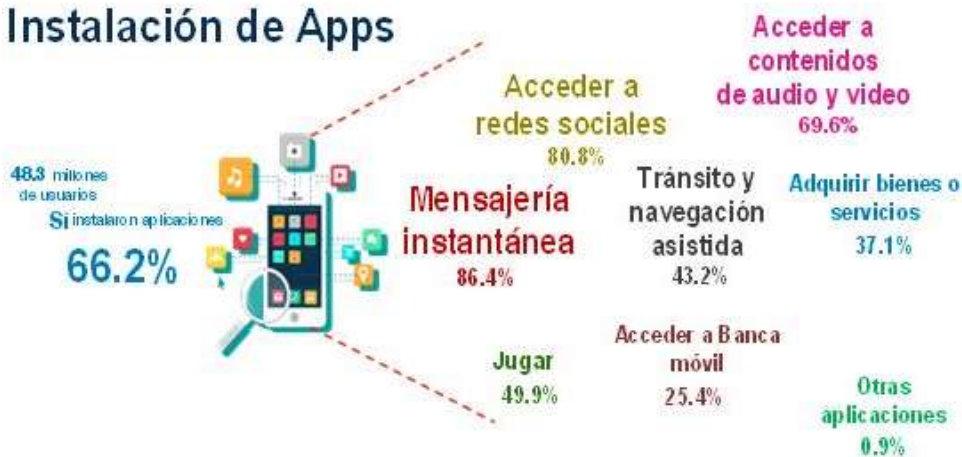 Instalación de Apps
48.3 millones
de usuarios
Sí instalaron aplicaciones
66.2%
Acceder a
redes sociales
80.8%
Acceder a
contenidos
de audio y video
69.6%
Mensajería
instantánea
86.4%
Tránsito y
navegación
asistida
43.2%
Adquirir bienes o
servicios
37.1%
Jugar
49.9%
Acceder a Banca
móvil
25.4%
Otras
aplicaciones
0.9%